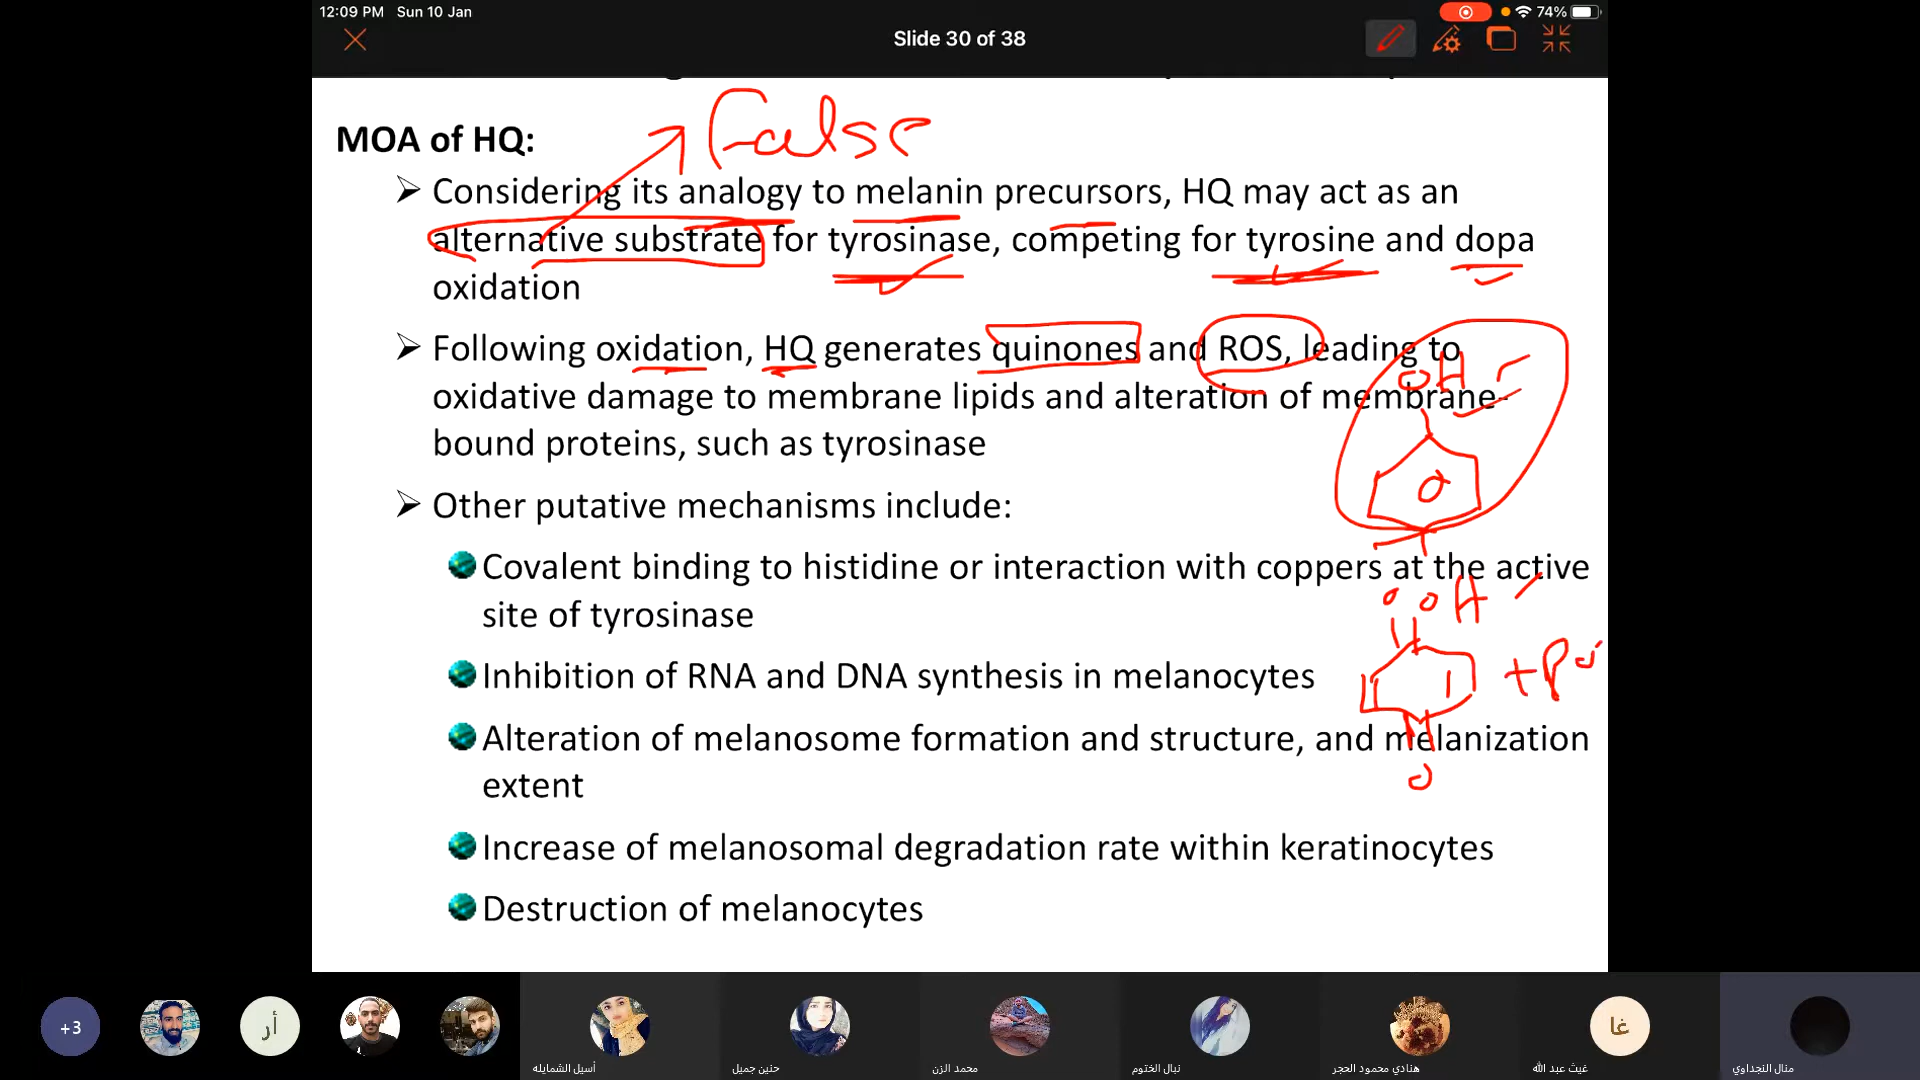 12:09 PM Sun 10 Jan
74%
Slide 30 of 38
False
MOA of HQ:
Considering its analogy to melanin precursors, HQ may act as an
alternative substrate for tyrosinase, competing for tyrosine and dopa
oxidation
Following oxidation, HQ generates quinones and ROS, leading to
OH
oxidative damage to membrane lipids and alteration of membrane-
bound proteins, such as tyrosinase
Other putative mechanisms include:
Covalent binding to histidine or interaction with coppers at the active
O OH
site of tyrosinase
Inhibition of RNA and DNA synthesis in melanocytes
Alteration of melanosome formation and structure, and melanization
O
extent
Increase of melanosomal degradation rate within keratinocytes
Destruction of melanocytes
+3
أر
غا
أسيل الشمايله
حنين جميل
محمد الزن
نبال الختوم
هنادي محمود الحجر
غيث عبد الله
منال النجداوي